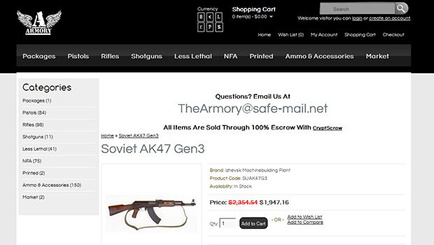 ARMORY
Currency
Shopping Cart
0 item(s) - $0.00
Search
Welcome visitor you can login or create an account.
Home
Wish List (0)
My Account
Shopping Cart
Checkout
Packages
Pistols
Rifles
Shotguns
Less Lethal
NFA
Printed
Ammo & Accessories
Market
Categories
Packages (1)
Pistols (84)
Rifles (98)
Shotguns (11)
Less Lethal (41)
NFA (75)
Printed (2)
Ammo & Accessories (150)
Market (2)
Questions? Email Us At
TheArmory@safe-mail.net
All Items Are Sold Through 100% Escrow With CryptScrow
Home » Soviet AK47 Gen3
Soviet AK47 Gen3
Brand: Izhevsk Machinebuilding Plant
Product Code: SUAK47G3
Availability: In Stock
Price: $2,354.54 $1,947.16
Qty: 1
Add to Cart
- OR -
Add to Wish List
Add to Compare